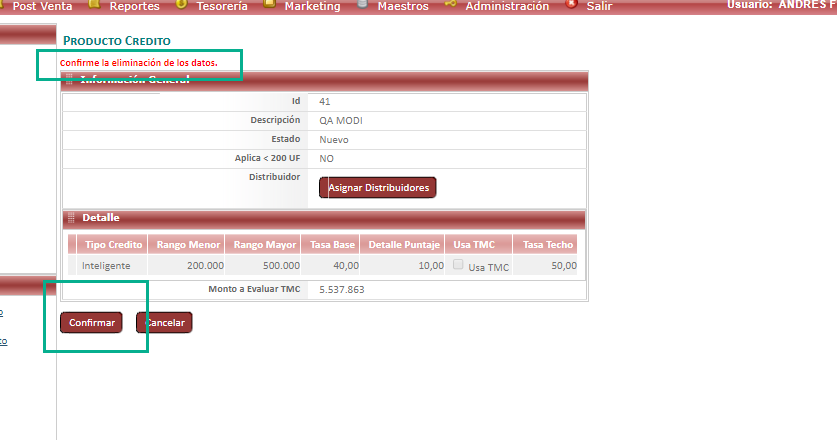 Post Venta Reportes Tesorería Marketing Maestros Administración Salir Usuario: ANDRES F
PRODUCTO CREDITO
Confirme la eliminación de los datos.
Información General
Id 41
Descripción QA MODI
Estado Nuevo
Aplica < 200 UF NO
Distribuidor Asignar Distribuidores
Detalle
Tipo Credito Rango Menor Rango Mayor Tasa Base Detalle Puntaje Usa TMC Tasa Techo
Inteligente 200.000 500.000 40,00 10,00 Usa TMC 50,00
Monto a Evaluar TMC 5.537.863
Confirmar Cancelar
o
co